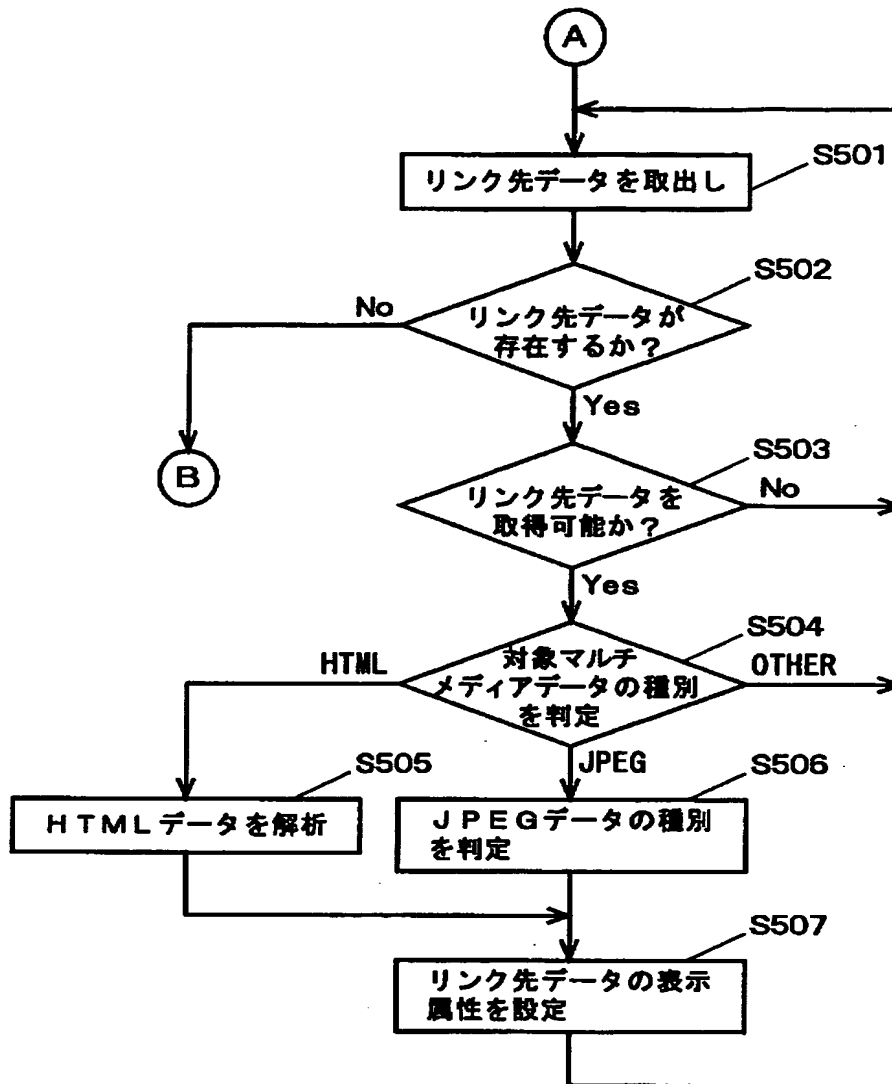 A
S501
リンク先データを取出し
S502
No
リンク先データが
存在するか?
Yes
S503
B
リンク先データを
取得可能か?
No
Yes
S504
HTML
対象マルチ
メディアデータの種別
を判定
OTHER
JPEG
S505
S506
HTMLデータを解析
JPEGデータの種別
を判定
S507
リンク先データの表示
属性を設定